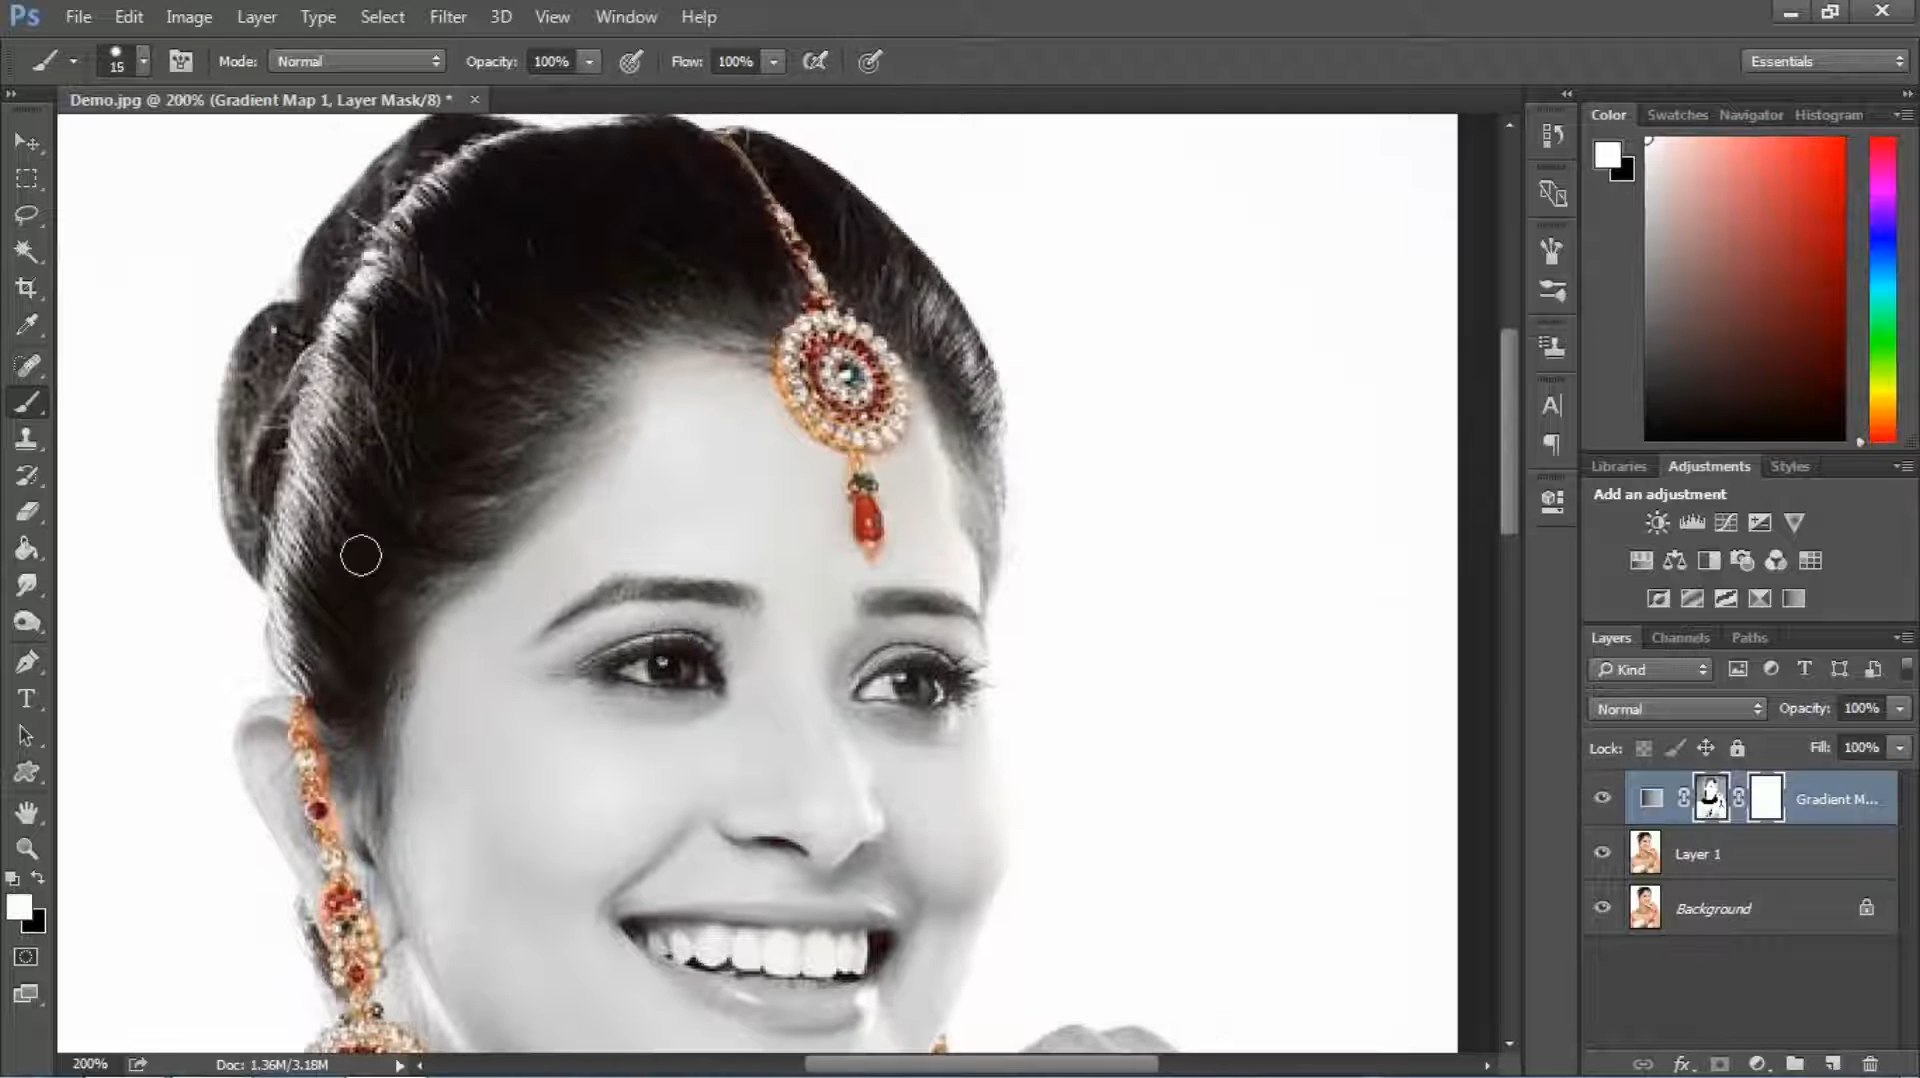 Ps File Edit Image Layer Type Select Filter 3D View Window Help
15 Mode: Normal Opacity: 100% Flow: 100% Essentials
Demo.jpg @ 200% (Gradient Map 1, Layer Mask/8) * ×
Color Swatches Navigator Histogram
Libraries Adjustments Styles
Add an adjustment
Layers Channels Paths
Kind
Normal Opacity: 100%
Lock: Fill: 100%
Gradient M...
Layer 1
Background
200% Doc: 1.36M/3.18M